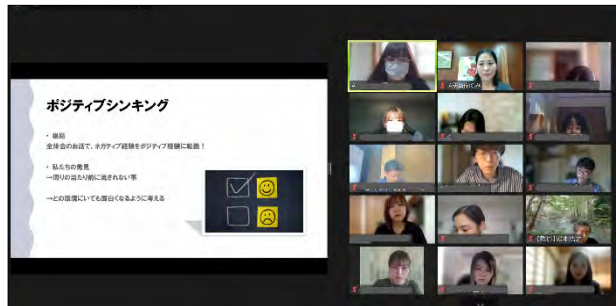 ポジティブシンキング
・ 個別
全体会のお話で、ネガティブ経験をポジティブ経験に転換！
・ 私たちの発見
→周りの当たり前に流されない事
→どの環境にいても面白くなるように考える